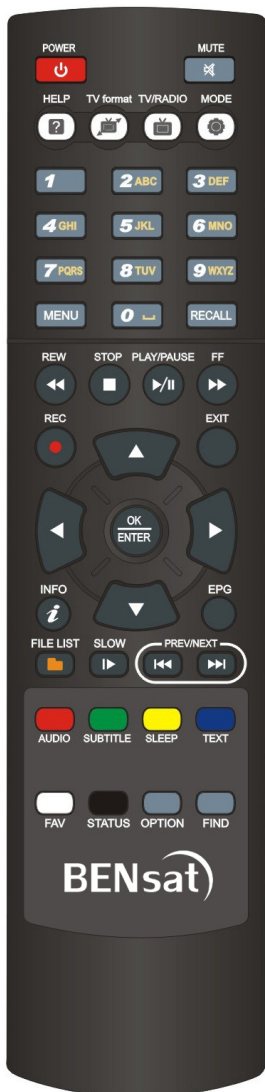 POWER MUTE
HELP TV format TV/RADIO MODE
?
1 2 ABC 3 DEF
4 GHI 5 JKL 6 MNO
7 PQRS 8 TUV 9 WXYZ
MENU 0 RECALL
REW STOP PLAY/PAUSE FF
REC EXIT
OK
ENTER
INFO EPG
i
FILE LIST SLOW PREV/NEXT
AUDIO SUBTITLE SLEEP TEXT
FAV STATUS OPTION FIND
BENsat